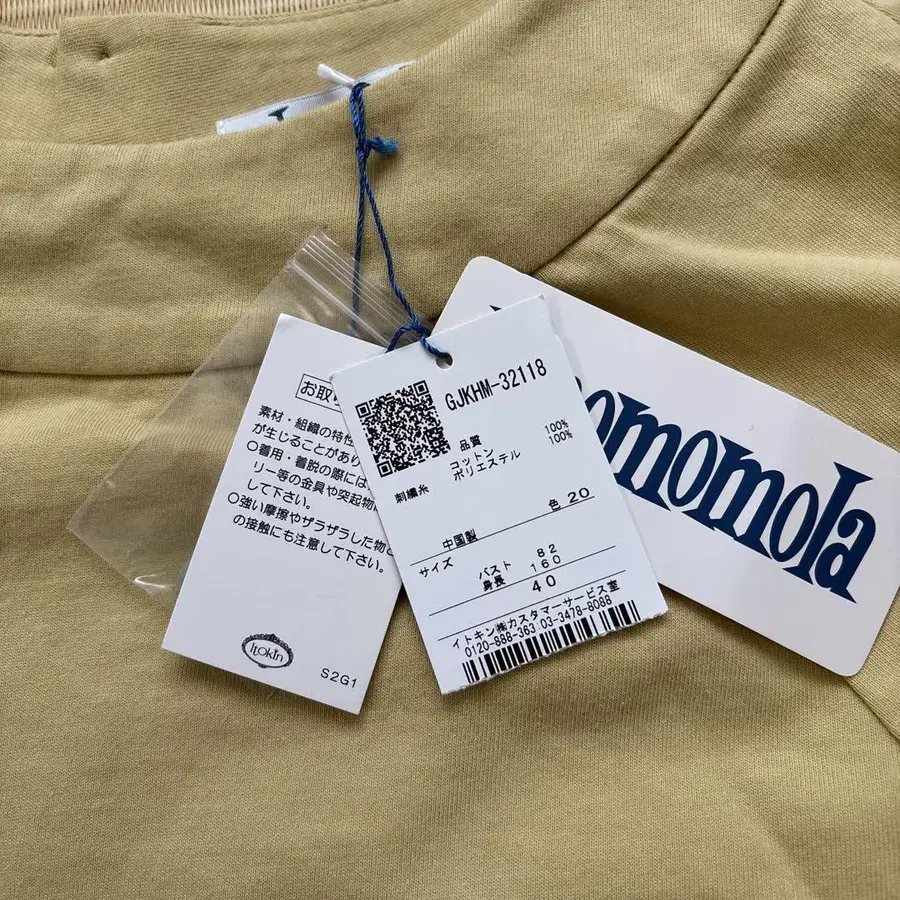 お取
素材・組織の特性
が生じることがあり
○着用・着脱の際には
リー等の金具や突起物に
して下さい。
○強い摩擦やザラザラした物と
の接触にも注意して下さい。
Itokin
S2G1
GJKHM-32118
品質
コットン 100%
刺繍糸 ポリエステル 100%
色20
中国製
サイズ
バスト 82
身長 160
40
イトキン㈱カスタマーサービス室
0120-888-363 03-3478-8088
omomola